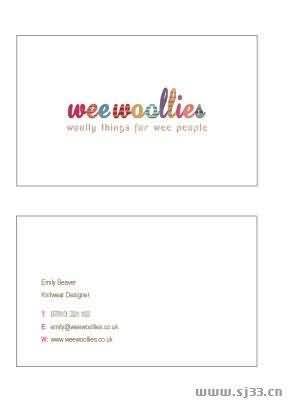 weewoollies
woolly things for wee people
Emily Beaver
Knitwear Designer
T:
E: emily@weewoollies.co.uk
W: www.weewoollies.co.uk
www.sj33.cn